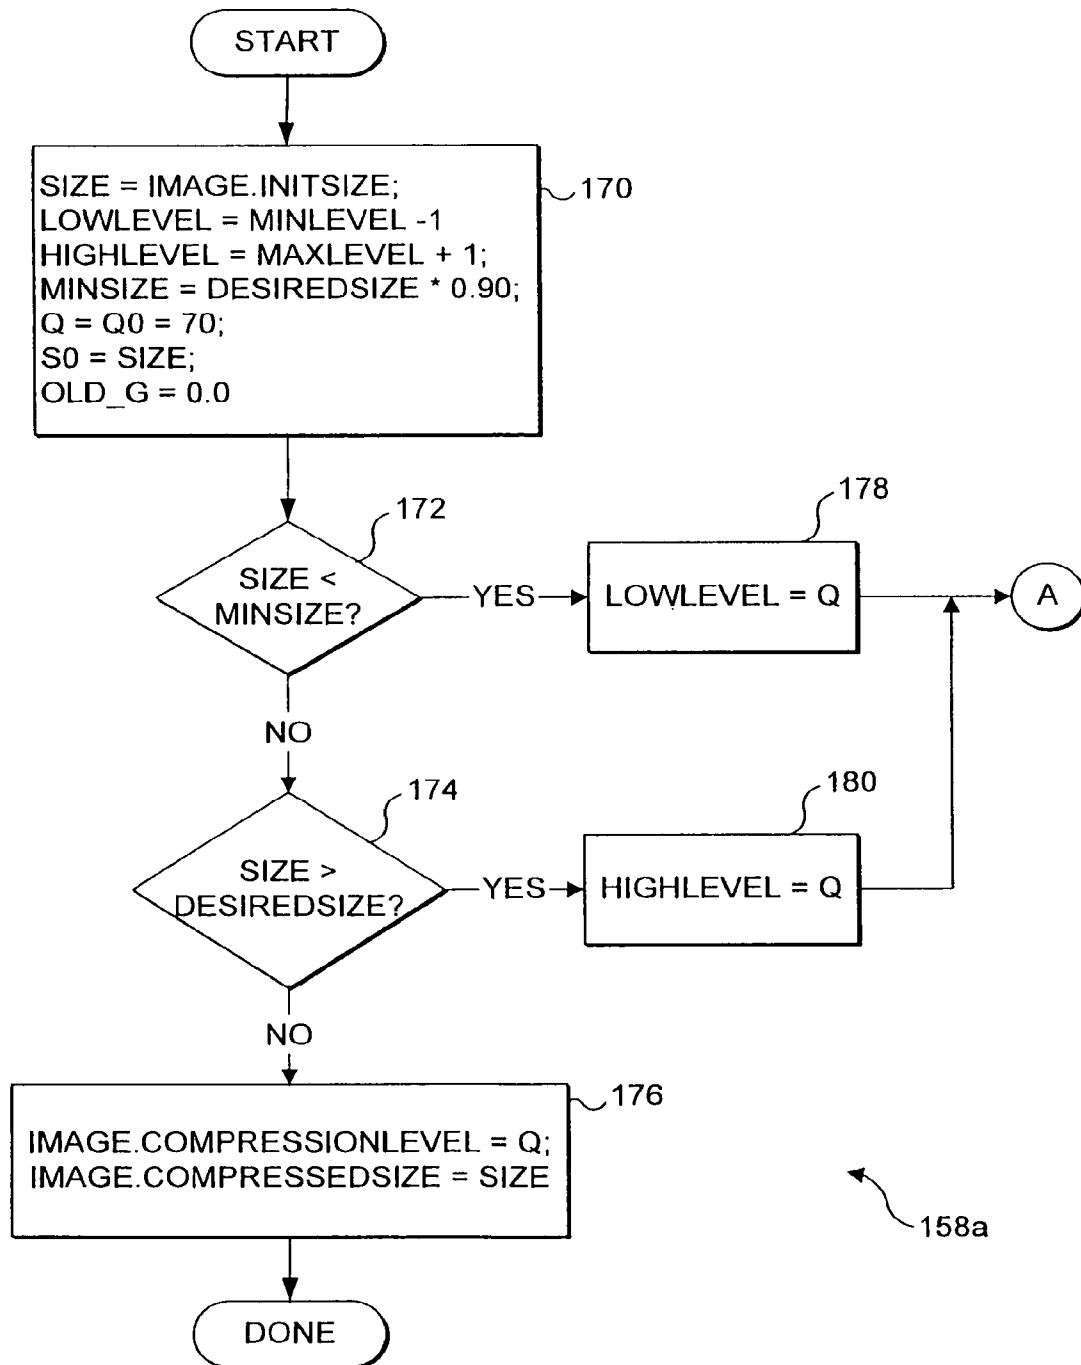 START
SIZE = IMAGE.INITSIZE;
LOWLEVEL = MINLEVEL -1
HIGHLEVEL = MAXLEVEL + 1;
MINSIZE = DESIREDSIZE * 0.90;
Q = Q0 = 70;
S0 = SIZE;
OLD_G = 0.0
170
172
SIZE <
MINSIZE?
YES
178
LOWLEVEL = Q
A
NO
174
SIZE >
DESIREDSIZE?
YES
180
HIGHLEVEL = Q
NO
176
IMAGE.COMPRESSIONLEVEL = Q;
IMAGE.COMPRESSEDSIZE = SIZE
158a
DONE